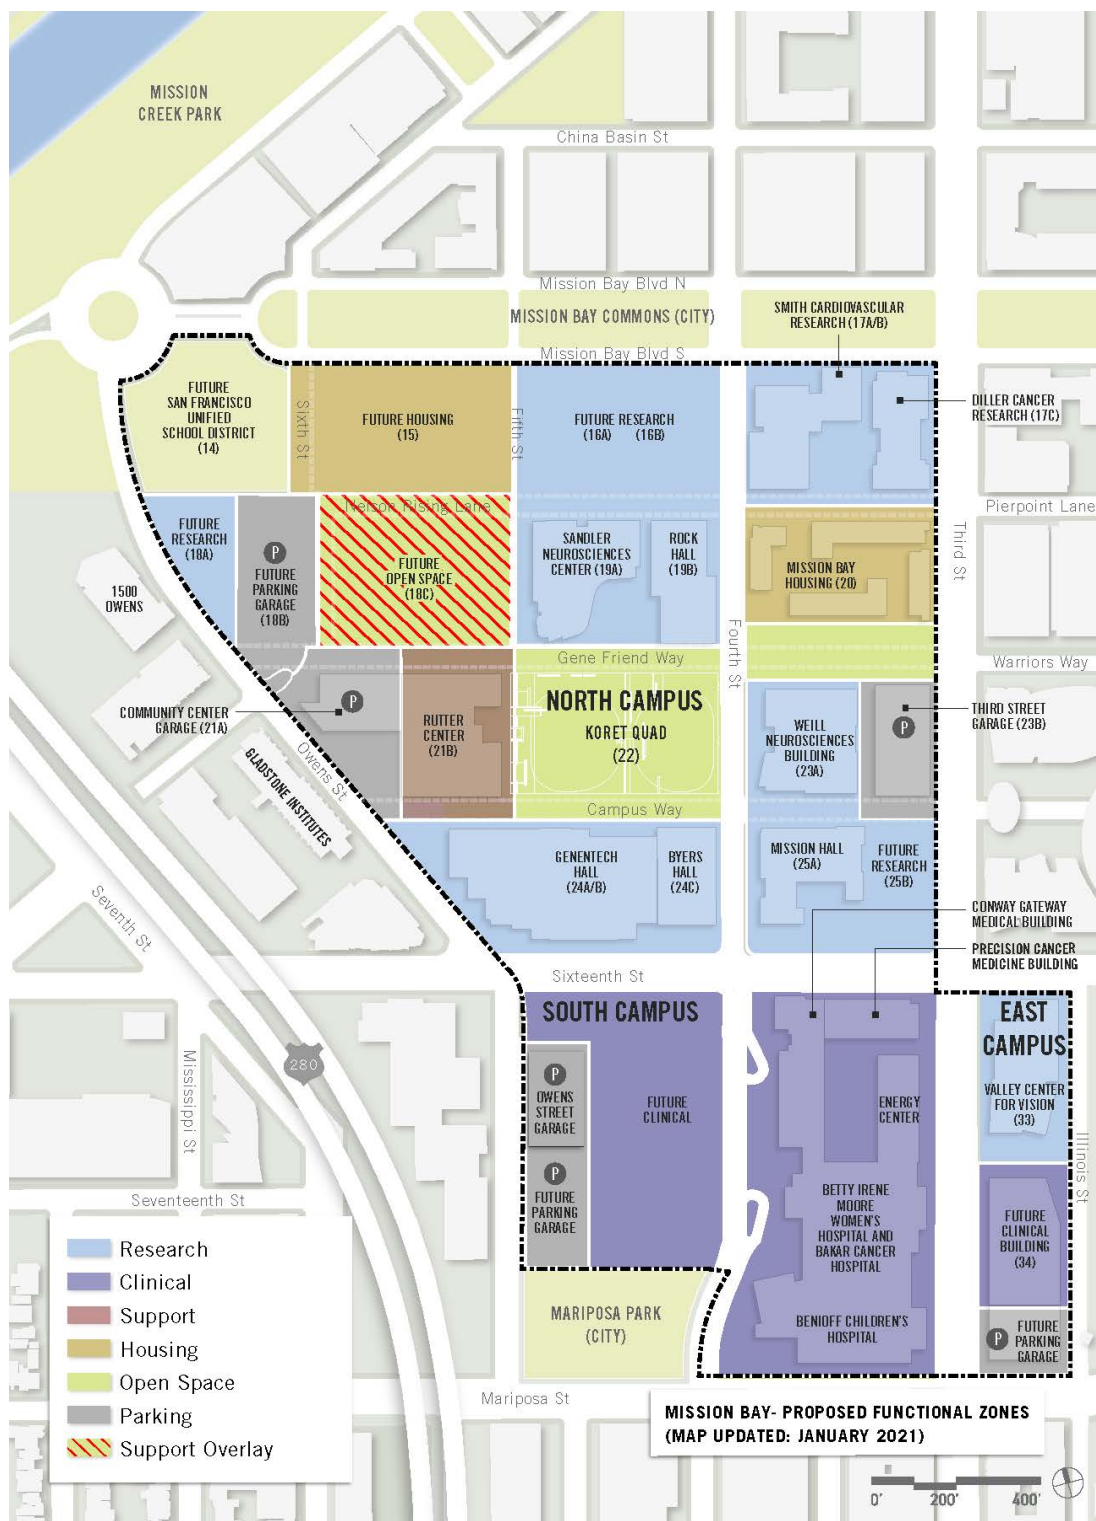 MISSION
CREEK PARK
China Basin St
Mission Bay Blvd N
MISSION BAY COMMONS (CITY)
SMITH CARDIOVASCULAR
RESEARCH (17A/B)
Mission Bay Blvd S
FUTURE
SAN FRANCISCO
UNIFIED
SCHOOL DISTRICT
(14)
Sixth St
FUTURE HOUSING
(15)
Fifth St
FUTURE RESEARCH
(16A) (16B)
DILLER CANCER
RESEARCH (17C)
Nelson Rising Lane
Pierpoint Lane
FUTURE
RESEARCH
(18A)
P
FUTURE
PARKING
GARAGE
(18B)
FUTURE
OPEN SPACE
(18C)
SANDLER
NEUROSCIENCES
CENTER (19A)
ROCK
HALL
(19B)
MISSION BAY
HOUSING (20)
Third St
1500
OWENS
Fourth St
Gene Friend Way
Warriors Way
COMMUNITY CENTER
GARAGE (21A)
P
RUTTER
CENTER
(21B)
NORTH CAMPUS
KORET QUAD
(22)
WEILL
NEUROSCIENCES
BUILDING
(23A)
P
THIRD STREET
GARAGE (23B)
Owens St
GLADSTONE INSTITUTES
Campus Way
GENENTECH
HALL
(24A/B)
BYERS
HALL
(24C)
MISSION HALL
(25A)
FUTURE
RESEARCH
(25B)
Seventh St
CONWAY GATEWAY
MEDICAL BUILDING
PRECISION CANCER
MEDICINE BUILDING
Sixteenth St
SOUTH CAMPUS
EAST
CAMPUS
280
Mississippi St
P
OWENS
STREET
GARAGE
FUTURE
CLINICAL
ENERGY
CENTER
VALLEY CENTER
FOR VISION
(33)
Illinois St
P
FUTURE
PARKING
GARAGE
BETTY IRENE
MOORE
WOMEN'S
HOSPITAL AND
BAKAR CANCER
HOSPITAL
FUTURE
CLINICAL
BUILDING
(34)
Seventeenth St
MARIPOSA PARK
(CITY)
BENIOFF CHILDREN'S
HOSPITAL
P
FUTURE
PARKING
GARAGE
Mariposa St
Research
Clinical
Support
Housing
Open Space
Parking
Support Overlay
MISSION BAY- PROPOSED FUNCTIONAL ZONES
(MAP UPDATED: JANUARY 2021)
0' 200' 400'